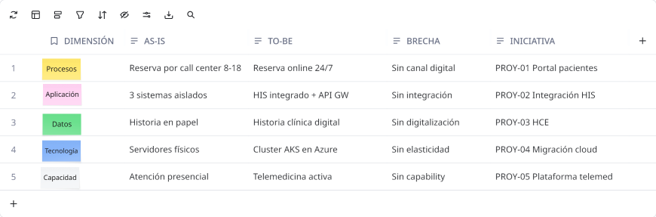 DIMENSIÓN AS-IS TO-BE BRECHA INICIATIVA
1 Procesos Reserva por call center 8-18 Reserva online 24/7 Sin canal digital PROY-01 Portal pacientes
2 Aplicación 3 sistemas aislados HIS integrado + API GW Sin integración PROY-02 Integración HIS
3 Datos Historia en papel Historia clínica digital Sin digitalización PROY-03 HCE
4 Tecnología Servidores físicos Cluster AKS en Azure Sin elasticidad PROY-04 Migración cloud
5 Capacidad Atención presencial Telemedicina activa Sin capability PROY-05 Plataforma telemed